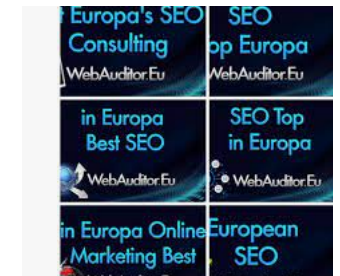 Europa's SEO
Consulting
WebAuditor.Eu
SEO
op Europa
WebAuditor.Eu
in Europa
Best SEO
WebAuditor.Eu
SEO Top
in Europa
WebAuditor.Eu
in Europa Online
Marketing Best
European
SEO